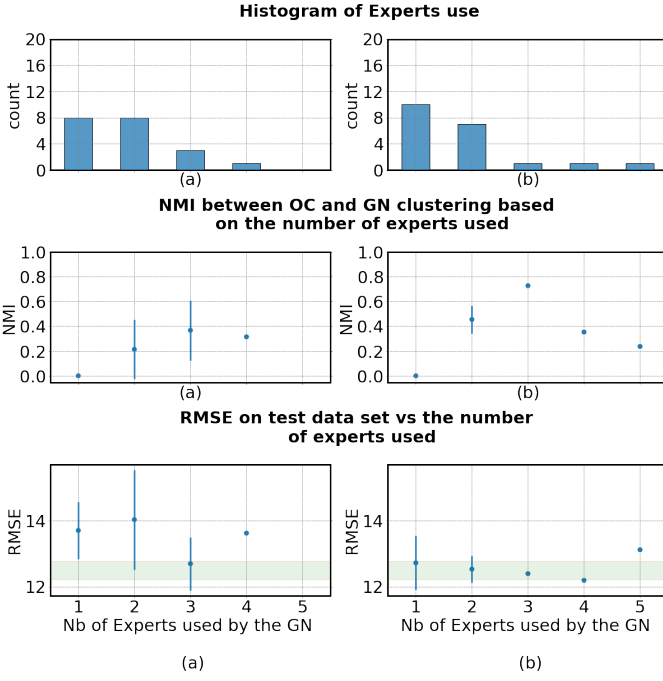 Histogram of Experts use
20
16
12
8
4
0
count
(a)
20
16
12
8
4
0
count
(b)
NMI between OC and GN clustering based
on the number of experts used
1.0
0.8
0.6
0.4
0.2
0.0
NMI
(a)
1.0
0.8
0.6
0.4
0.2
0.0
NMI
(b)
RMSE on test data set vs the number
of experts used
14
12
RMSE
1 2 3 4 5
Nb of Experts used by the GN
14
12
RMSE
1 2 3 4 5
Nb of Experts used by the GN
(a)
(b)